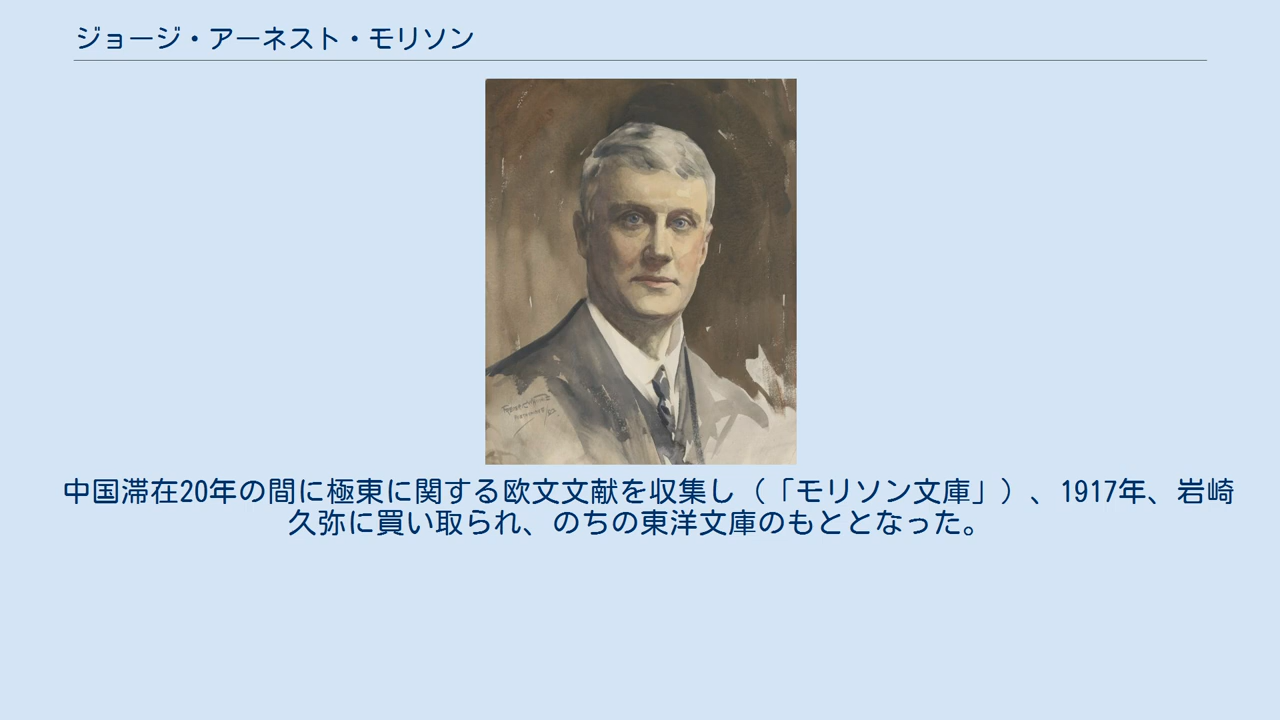 ジョージ・アーネスト・モリソン
中国滞在20年の間に極東に関する欧文文献を収集し（「モリソン文庫」）、1917年、岩崎
久弥に買い取られ、のちの東洋文庫のもととなった。